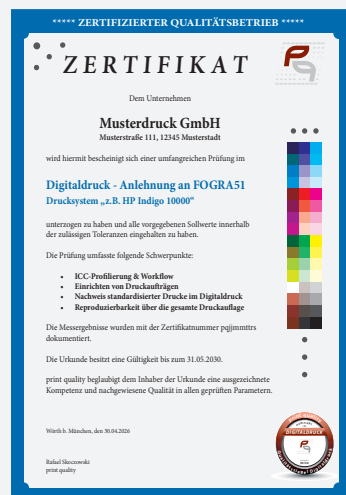 ***** ZERTIFIZIERTER QUALITÄTSBETRIEB *****
ZERTIFIKAT
Dem Unternehmen
Musterdruck GmbH
Musterstraße 111, 12345 Musterstadt
wird hiermit bescheinigt sich einer umfangreichen Prüfung im
Digitaldruck - Anlehnung an FOGRA51
Drucksystem „z.B. HP Indigo 10000“
unterzogen zu haben und alle vorgegebenen Sollwerte innerhalb
der zulässigen Toleranzen eingehalten zu haben.
Die Prüfung umfasste folgende Schwerpunkte:
• ICC-Profilierung & Workflow
• Einrichten von Druckaufträgen
• Nachweis standardisierter Drucke im Digitaldruck
• Reproduzierbarkeit über die gesamte Druckauflage
Die Messergebnisse wurden mit der Zertifikatnummer pqjjmmttrs
dokumentiert.
Die Urkunde besitzt eine Gültigkeit bis zum 31.05.2030.
print quality beglaubigt dem Inhaber der Urkunde eine ausgezeichnete
Kompetenz und nachgewiesene Qualität in allen geprüften Parametern.
Wörth b. München, den 30.04.2026
Rafael Skoczowski
print quality
DIGITALDRUCK